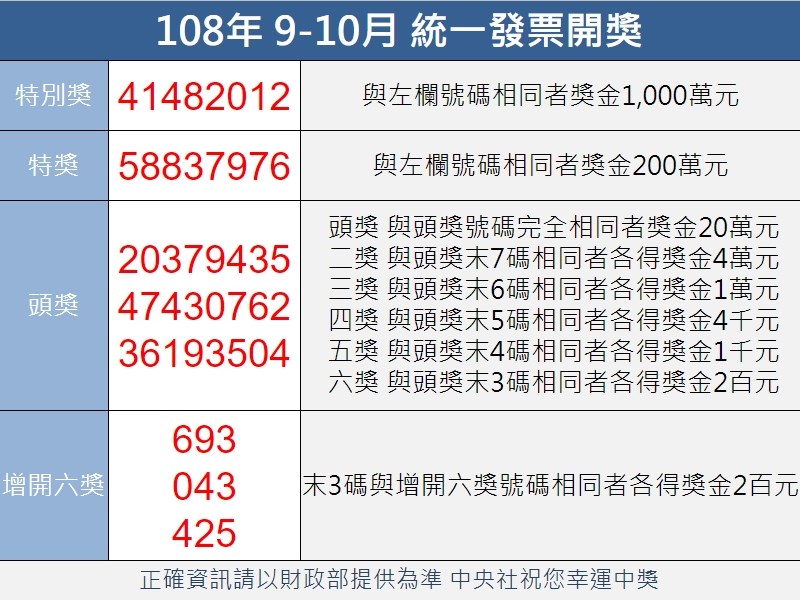 108年 9-10月 統一發票開獎
特別獎
41482012
與左欄號碼相同者獎金1,000萬元
特獎
58837976
與左欄號碼相同者獎金200萬元
頭獎
20379435
47430762
36193504
頭獎 與頭獎號碼完全相同者獎金20萬元
二獎 與頭獎末7碼相同者各得獎金4萬元
三獎 與頭獎末6碼相同者各得獎金1萬元
四獎 與頭獎末5碼相同者各得獎金4千元
五獎 與頭獎末4碼相同者各得獎金1千元
六獎 與頭獎末3碼相同者各得獎金2百元
增開六獎
693
043
425
末3碼與增開六獎號碼相同者各得獎金2百元
正確資訊請以財政部提供為準 中央社祝您幸運中獎